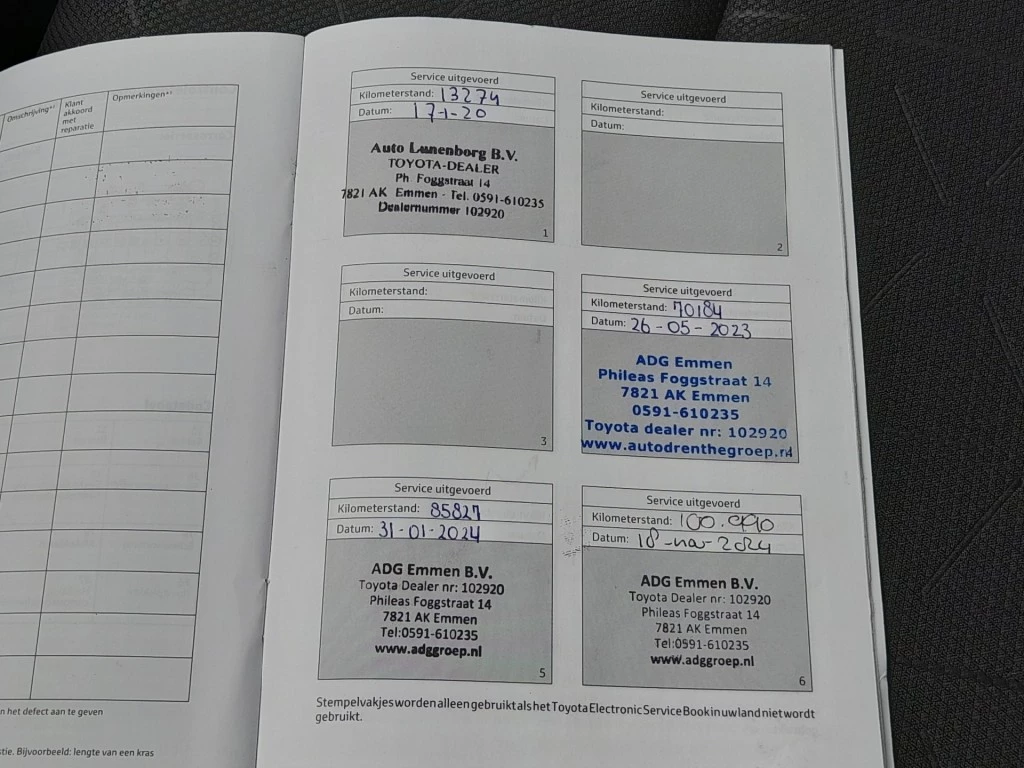 Omschrijving*²
Klant
akkoord
met
reparatie
Opmerkingen*³
n het defect aan te geven
stie. Bijvoorbeeld: lengte van een kras
Service uitgevoerd
Kilometerstand: 13274
Datum: 17-1-20
Auto Lunenborg B.V.
TOYOTA-DEALER
Ph. Foggstraat 14
7821 AK Emmen - Tel. 0591-610235
Dealernummer 102920
1
Service uitgevoerd
Kilometerstand:
Datum:
2
Service uitgevoerd
Kilometerstand:
Datum:
3
Service uitgevoerd
Kilometerstand: 70184
Datum: 26-05-2023
ADG Emmen
Phileas Foggstraat 14
7821 AK Emmen
0591-610235
Toyota dealer nr: 102920
www.autodrenthegroep.nl
4
Service uitgevoerd
Kilometerstand: 85827
Datum: 31-01-2024
ADG Emmen B.V.
Toyota Dealer nr: 102920
Phileas Foggstraat 14
7821 AK Emmen
Tel:0591-610235
www.adggroep.nl
5
Service uitgevoerd
Kilometerstand: 100.990
Datum: 18-nov-2024
ADG Emmen B.V.
Toyota Dealer nr: 102920
Phileas Foggstraat 14
7821 AK Emmen
Tel:0591-610235
www.adggroep.nl
6
Stempelvakjes worden alleen gebruikt als het Toyota Electronic Service Book in uw land niet wordt
gebruikt.